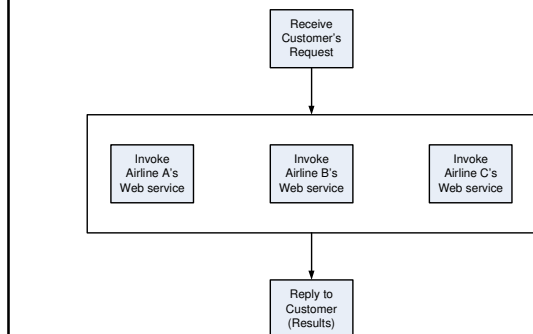 Receive
Customer's
Request
Invoke
Airline A's
Web service
Invoke
Airline B's
Web service
Invoke
Airline C's
Web service
Reply to
Customer
(Results)